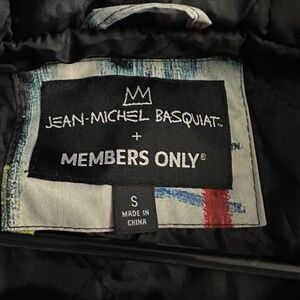 JEAN-MICHEL BASQUIAT™
+
MEMBERS ONLY®
S
MADE IN
CHINA